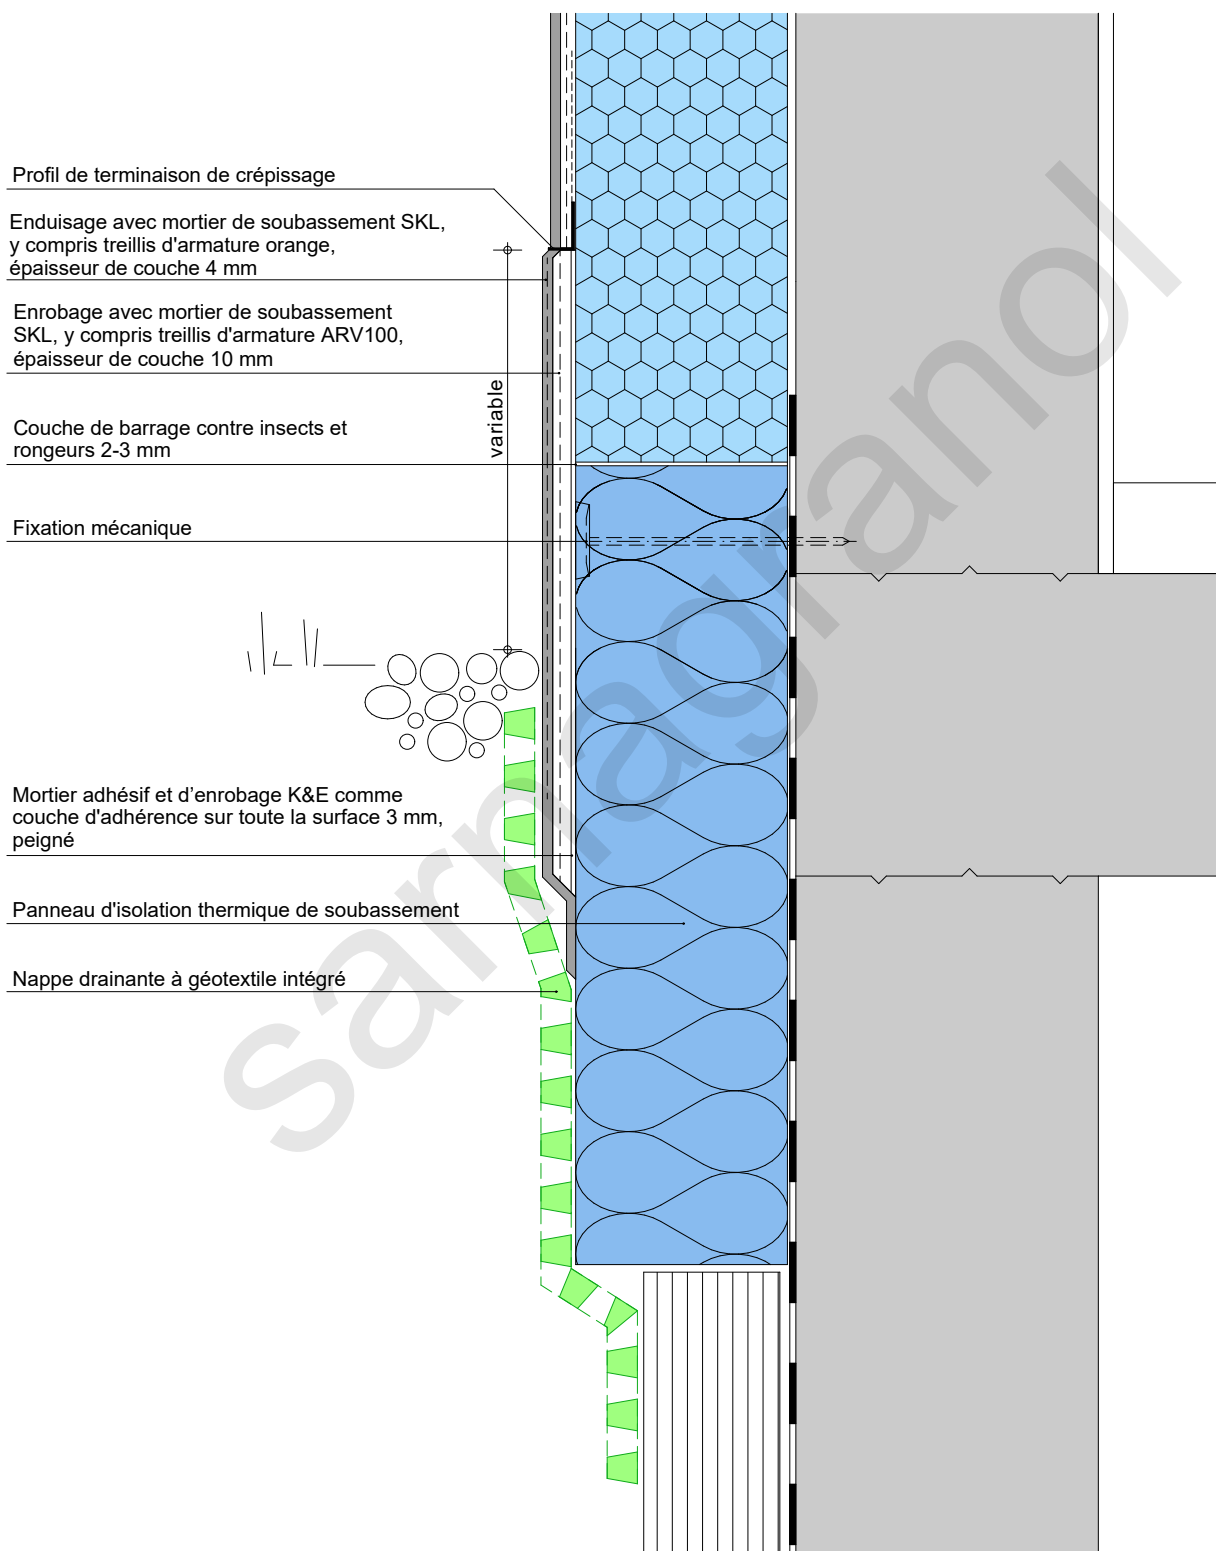 Profil de terminaison de crépissage
Enduisage avec mortier de soubassement SKL,
y compris treillis d'armature orange,
épaisseur de couche 4 mm
Enrobage avec mortier de soubassement
SKL, y compris treillis d'armature ARV100,
épaisseur de couche 10 mm
variable
Couche de barrage contre insects et
rongeurs 2-3 mm
Fixation mécanique
Mortier adhésif et d’enrobage K&E comme
couche d'adhérence sur toute la surface 3 mm,
peigné
Panneau d'isolation thermique de soubassement
Nappe drainante à géotextile intégré
sarnagranol